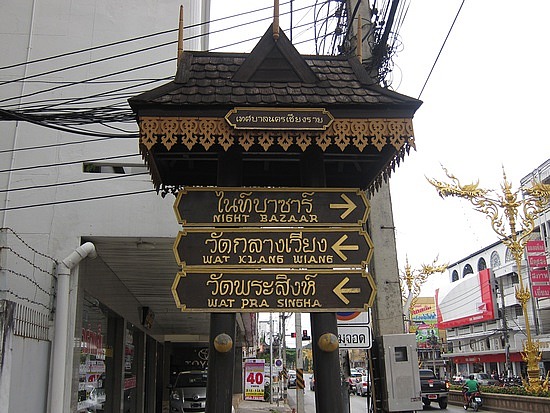 เทศบาลนครเชียงราย
ไนท์บาซาร์
NIGHT BAZAAR
วัดกลางเวียง
WAT KLANG WIANG
วัดพระสิงห์
WAT PRA SINGHA
TOYO
40